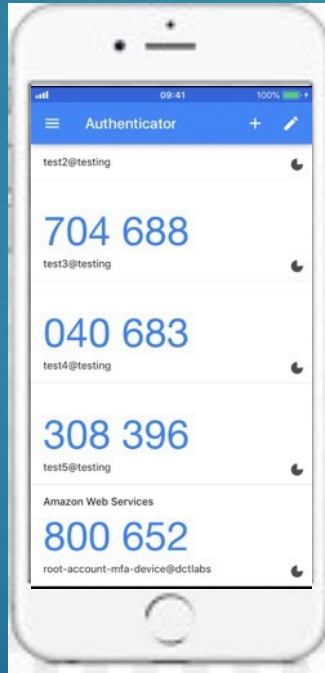 09:41 100%
Authenticator
test2@testing
704 688
test3@testing
040 683
test4@testing
308 396
test5@testing
Amazon Web Services
800 652
root-account-mfa-device@dctlabs